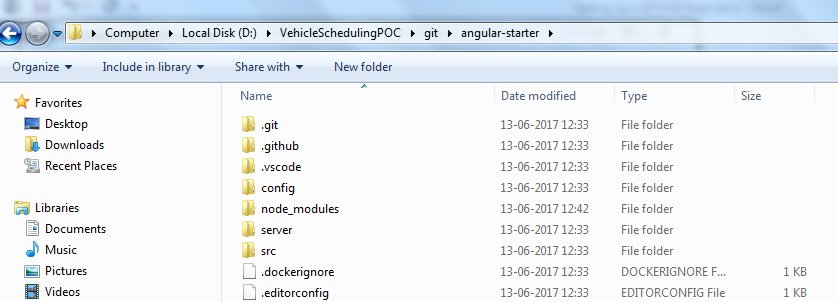 Computer Local Disk (D:) VehicleSchedulingPOC git angular-starter
Organize Include in library Share with New folder
Favorites
Desktop
Downloads
Recent Places
Libraries
Documents
Music
Pictures
Videos
Name Date modified Type Size
.git 13-06-2017 12:33 File folder
.github 13-06-2017 12:33 File folder
.vscode 13-06-2017 12:33 File folder
config 13-06-2017 12:33 File folder
node_modules 13-06-2017 12:42 File folder
server 13-06-2017 12:33 File folder
src 13-06-2017 12:33 File folder
.dockerignore 13-06-2017 12:33 DOCKERIGNORE F... 1 KB
.editorconfig 13-06-2017 12:33 EDITORCONFIG File 1 KB